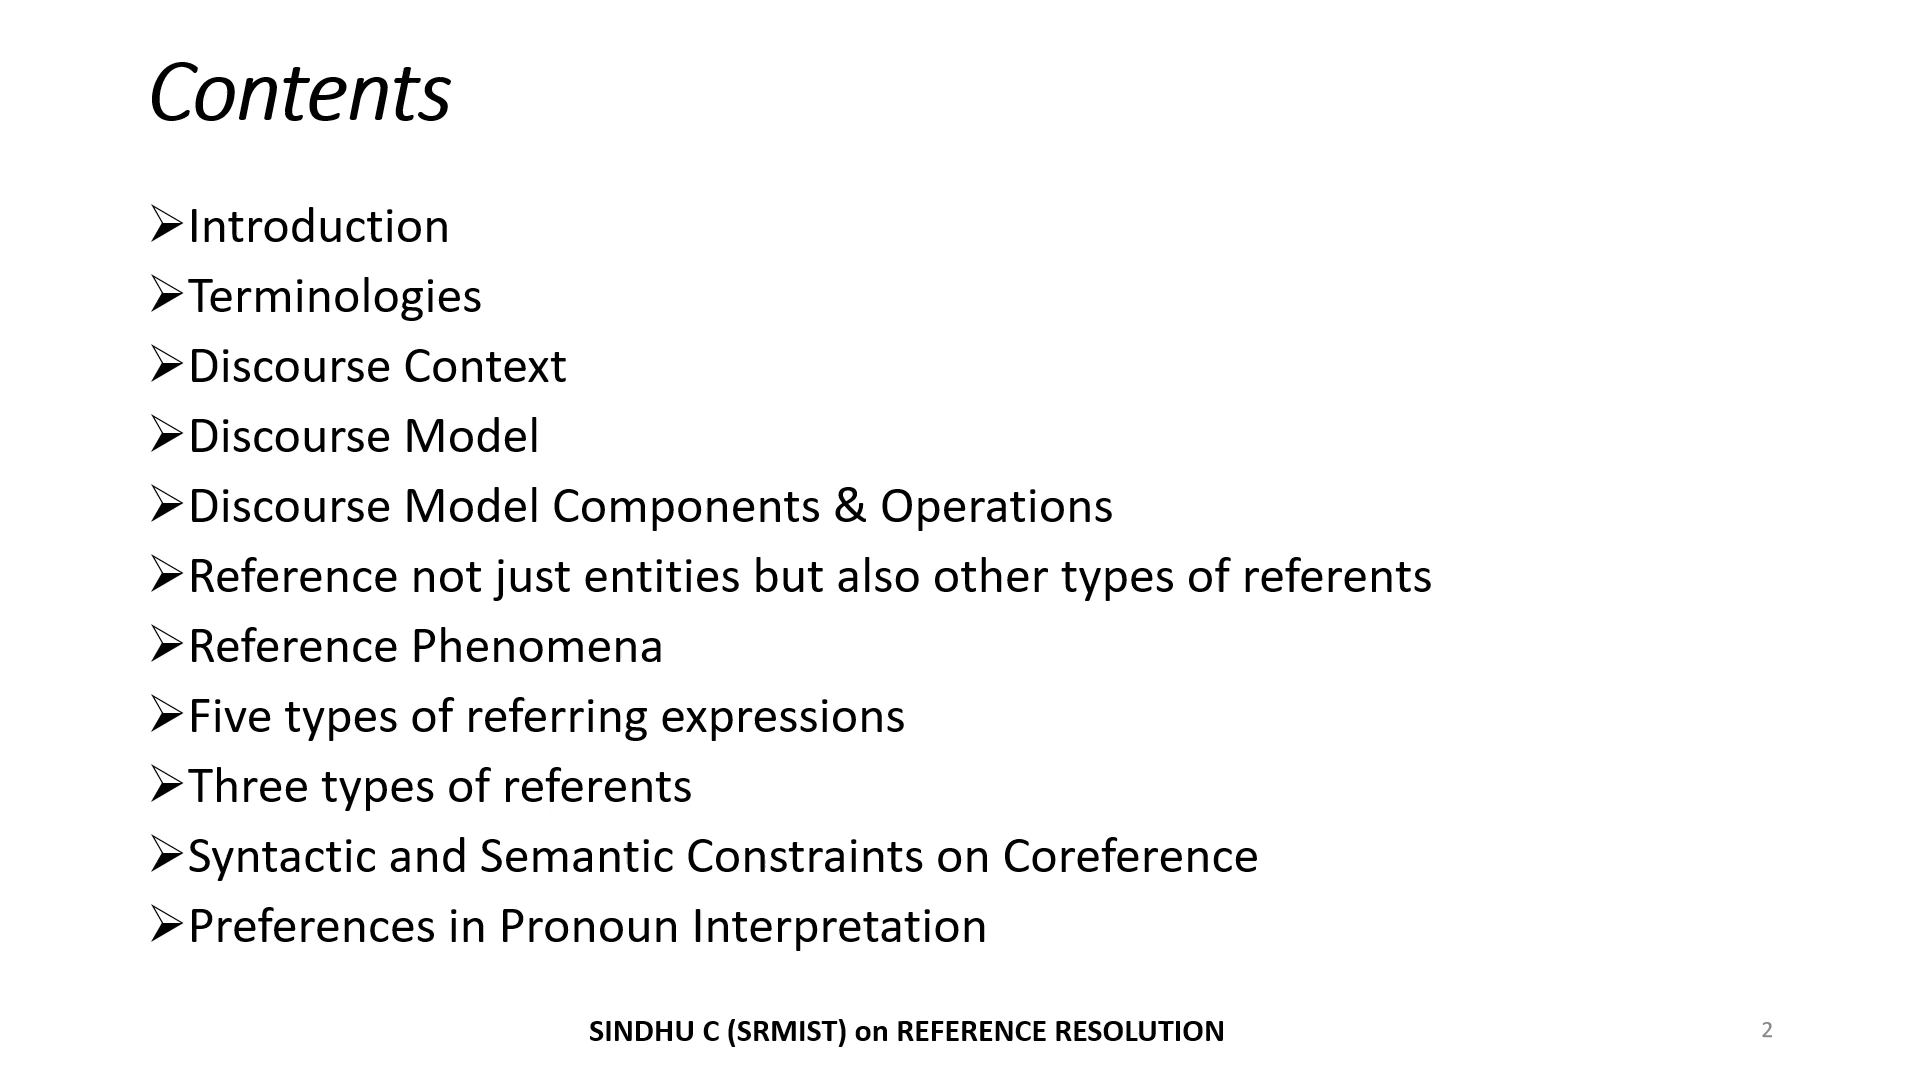 Contents
➢Introduction
➢Terminologies
➢Discourse Context
➢Discourse Model
➢Discourse Model Components & Operations
➢Reference not just entities but also other types of referents
➢Reference Phenomena
➢Five types of referring expressions
➢Three types of referents
➢Syntactic and Semantic Constraints on Coreference
➢Preferences in Pronoun Interpretation
SINDHU C (SRMIST) on REFERENCE RESOLUTION
2